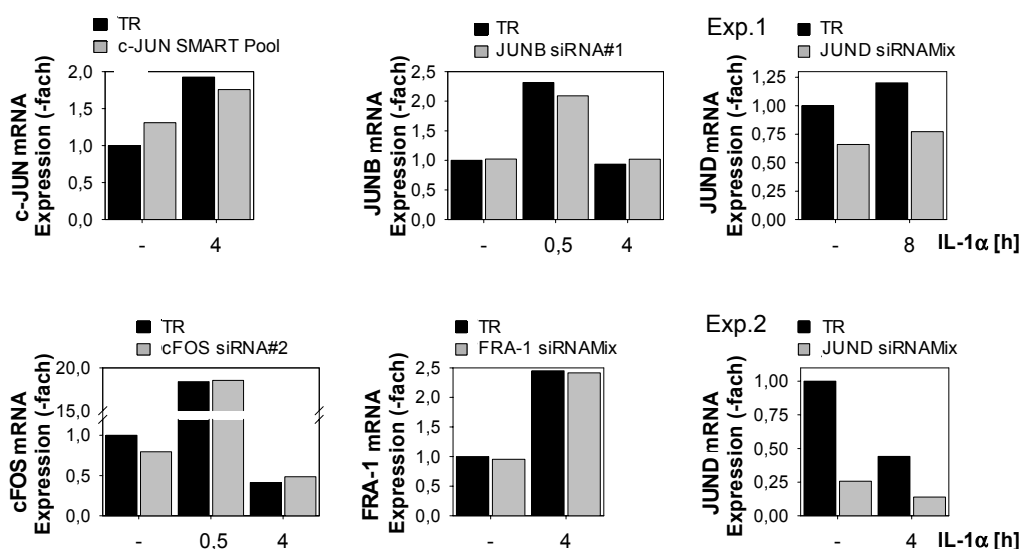 TR
c-JUN SMART Pool
c-JUN mRNA
Expression (-fach)
2,0
1,5
1,0
0,5
0,0
- 4
TR
JUNB siRNA#1
JUNB mRNA
Expression (-fach)
2,5
2,0
1,5
1,0
0,5
0,0
- 0,5 4
Exp.1
TR
JUND siRNAMix
JUND mRNA
Expression (-fach)
1,25
1,00
0,75
0,50
0,25
0,00
- 8 IL-1α [h]
TR
cFOS siRNA#2
cFOS mRNA
Expression (-fach)
20,0
15,0
1,0
0,5
0,0
- 0,5 4
TR
FRA-1 siRNAMix
FRA-1 mRNA
Expression (-fach)
2,5
2,0
1,5
1,0
0,5
0,0
- 4
Exp.2
TR
JUND siRNAMix
JUND mRNA
Expression (-fach)
1,00
0,75
0,50
0,25
0,00
- 4 IL-1α [h]